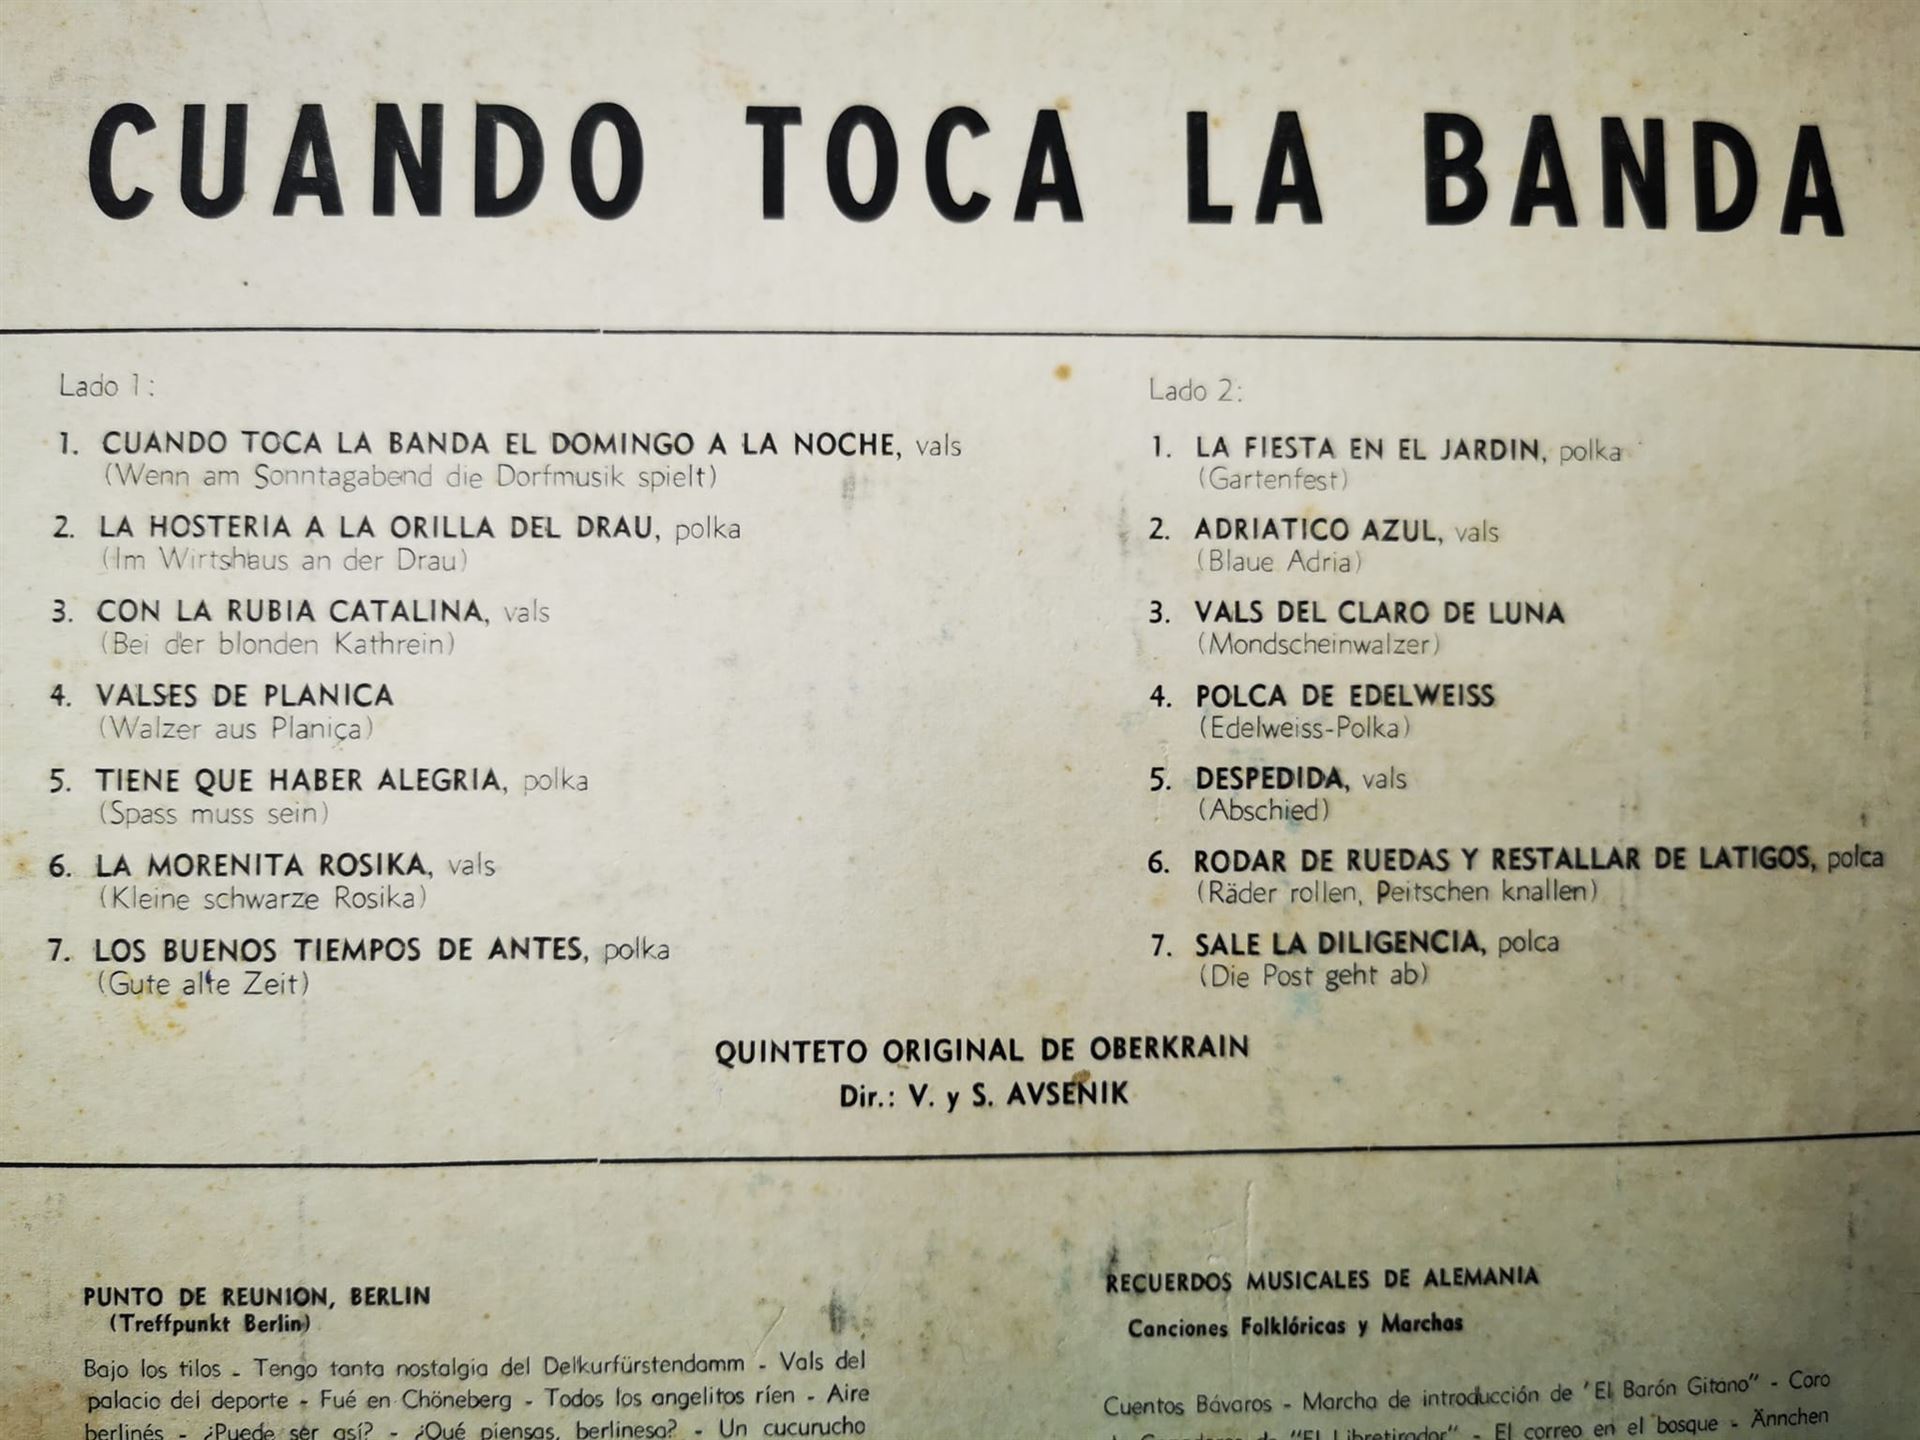 CUANDO TOCA LA BANDA
Lado 1:
1. CUANDO TOCA LA BANDA EL DOMINGO A LA NOCHE, vals
(Wenn am Sonntagabend die Dorfmusik spielt)
2. LA HOSTERIA A LA ORILLA DEL DRAU, polka
(Im Wirtshaus an der Drau)
3. CON LA RUBIA CATALINA, vals
(Bei der blonden Kathrein)
4. VALSES DE PLANICA
(Walzer aus Planiça)
5. TIENE QUE HABER ALEGRIA, polka
(Spass muss sein)
6. LA MORENITA ROSIKA, vals
(Kleine schwarze Rosika)
7. LOS BUENOS TIEMPOS DE ANTES, polka
(Gute alte Zeit)
Lado 2:
1. LA FIESTA EN EL JARDIN, polka
(Gartenfest)
2. ADRIATICO AZUL, vals
(Blaue Adria)
3. VALS DEL CLARO DE LUNA
(Mondscheinwalzer)
4. POLCA DE EDELWEISS
(Edelweiss-Polka)
5. DESPEDIDA, vals
(Abschied)
6. RODAR DE RUEDAS Y RESTALLAR DE LATIGOS, polca
(Räder rollen, Peitschen knallen)
7. SALE LA DILIGENCIA, polca
(Die Post geht ab)
QUINTETO ORIGINAL DE OBERKRAIN
Dir.: V. y S. AVSENIK
PUNTO DE REUNION, BERLIN
(Treffpunkt Berlin)
Bajo los tilos - Tengo tanta nostalgia del Delkurfürstendamm - Vals del
palacio del deporte - Fué en Chöneberg - Todos los angelitos ríen - Aire
berlinés - ¿Puede ser así? - ¿Qué piensas, berlinesa? - Un cucurucho
RECUERDOS MUSICALES DE ALEMANIA
Canciones Folklóricas y Marchas
Cuentos Bávaros - Marcha de introducción de 'El Barón Gitano" - Coro
de "El Libretirador" - El correo en el bosque - Ännchen